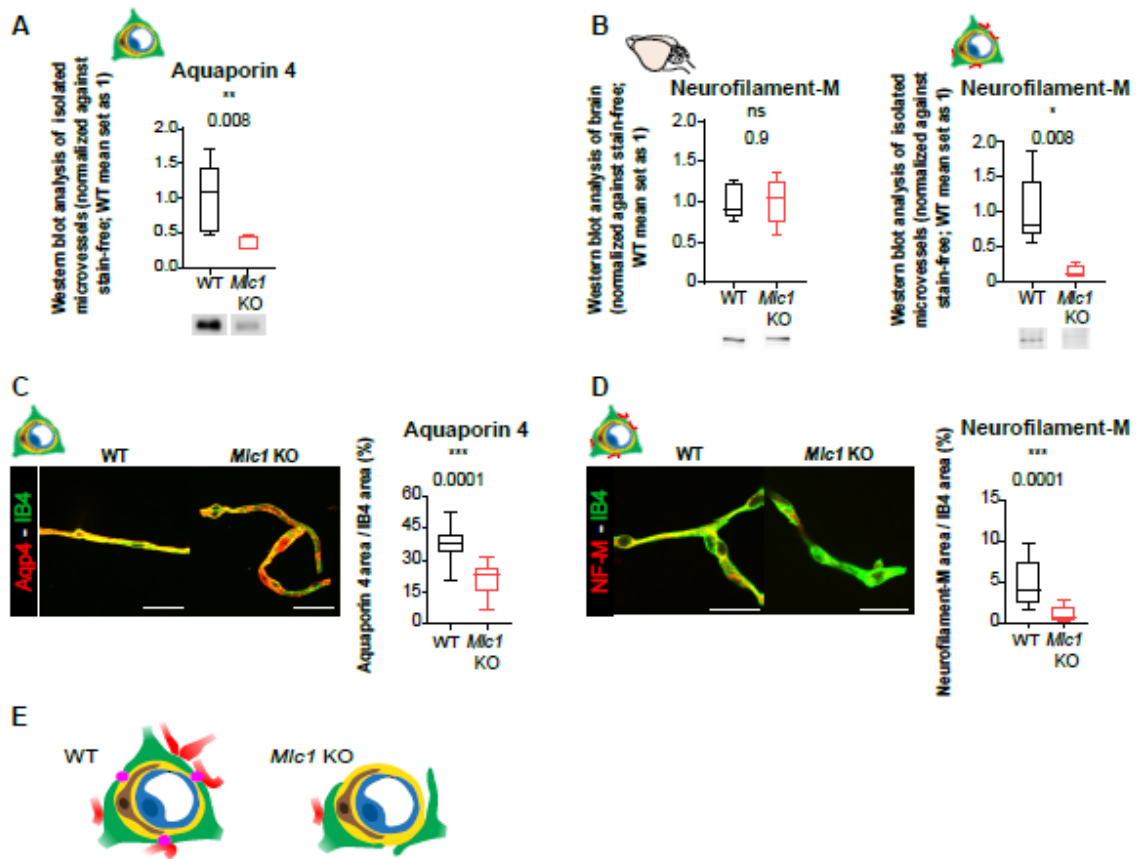 A
Western blot analysis of isolated
microvessels (normalized against
stain-free; WT mean set as 1)
Aquaporin 4
**
0.008
2.0
1.5
1.0
0.5
0.0
WT
Mlc1
KO
B
Western blot analysis of brain
(normalized against stain-free;
WT mean set as 1)
Neurofilament-M
ns
0.9
2.0
1.5
1.0
0.5
0
WT
Mlc1
KO
Western blot analysis of isolated
microvessels (normalized against
stain-free; WT mean set as 1)
Neurofilament-M
*
0.008
2.0
1.5
1.0
0.5
0
WT
Mlc1
KO
C
WT
Mlc1 KO
Aqp4 - IB4
Aquaporin 4 area / IB4 area (%)
Aquaporin 4
***
0.0001
60
45
30
15
0
WT
Mlc1
KO
D
WT
Mlc1 KO
NF-M - IB4
Neurofilament-M area / IB4 area (%)
Neurofilament-M
***
0.0001
15
10
5
0
WT
Mlc1
KO
E
WT
Mlc1 KO